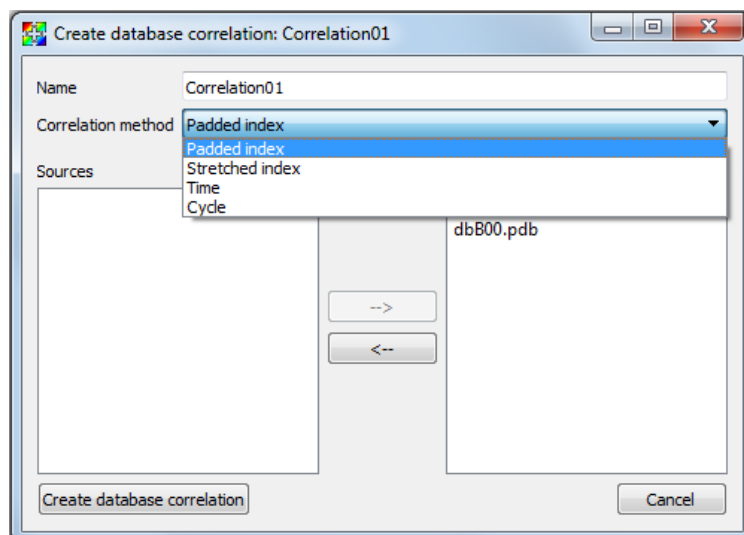 Create database correlation: Correlation01
Name Correlation01
Correlation method Padded index
Padded index
Stretched index
Time
Cycle
Sources
dbB00.pdb
-->
<--
Create database correlation Cancel